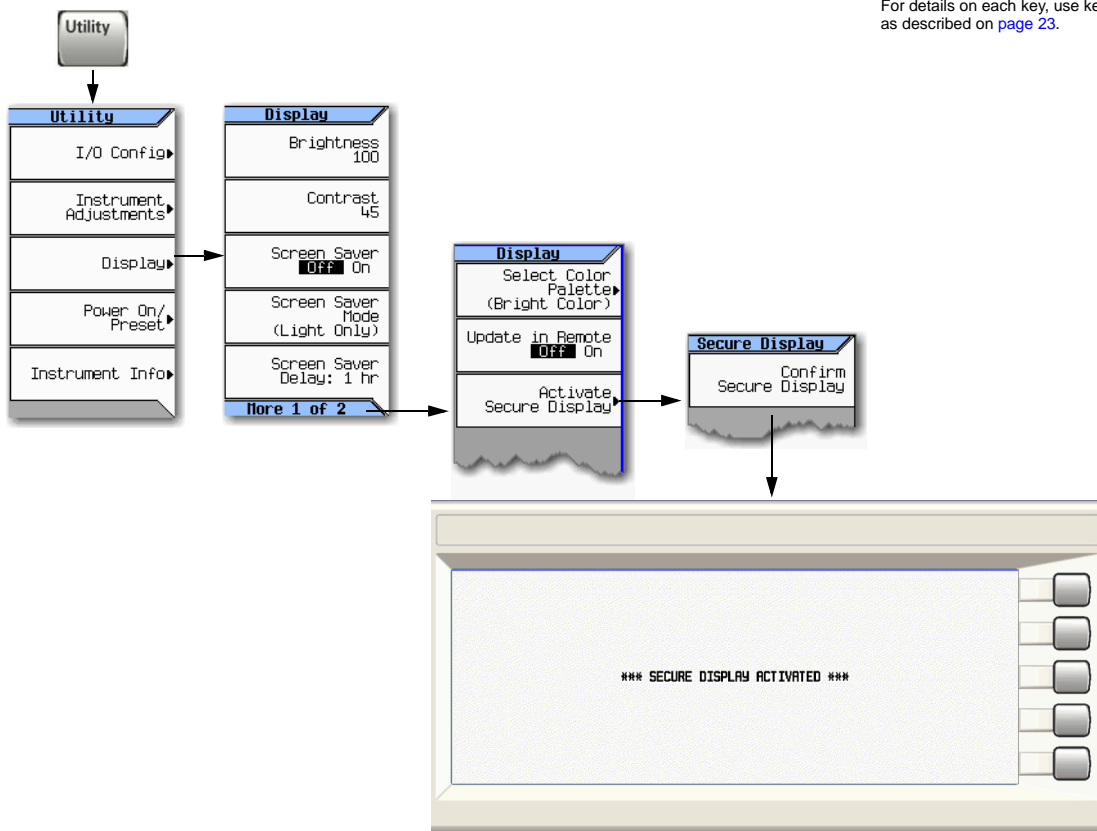 For details on each key, use
as described on page 23.
Utility
Utility
I/O Config
Instrument
Adjustments
Display
Power On/
Preset
Instrument Info
Display
Brightness
100
Contrast
45
Screen Saver
Off On
Screen Saver
Mode
(Light Only)
Screen Saver
Delay: 1 hr
More 1 of 2
Display
Select Color
Palette
(Bright Color)
Update in Remote
Off On
Activate
Secure Display
Secure Display
Confirm
Secure Display
*** SECURE DISPLAY ACTIVATED ***